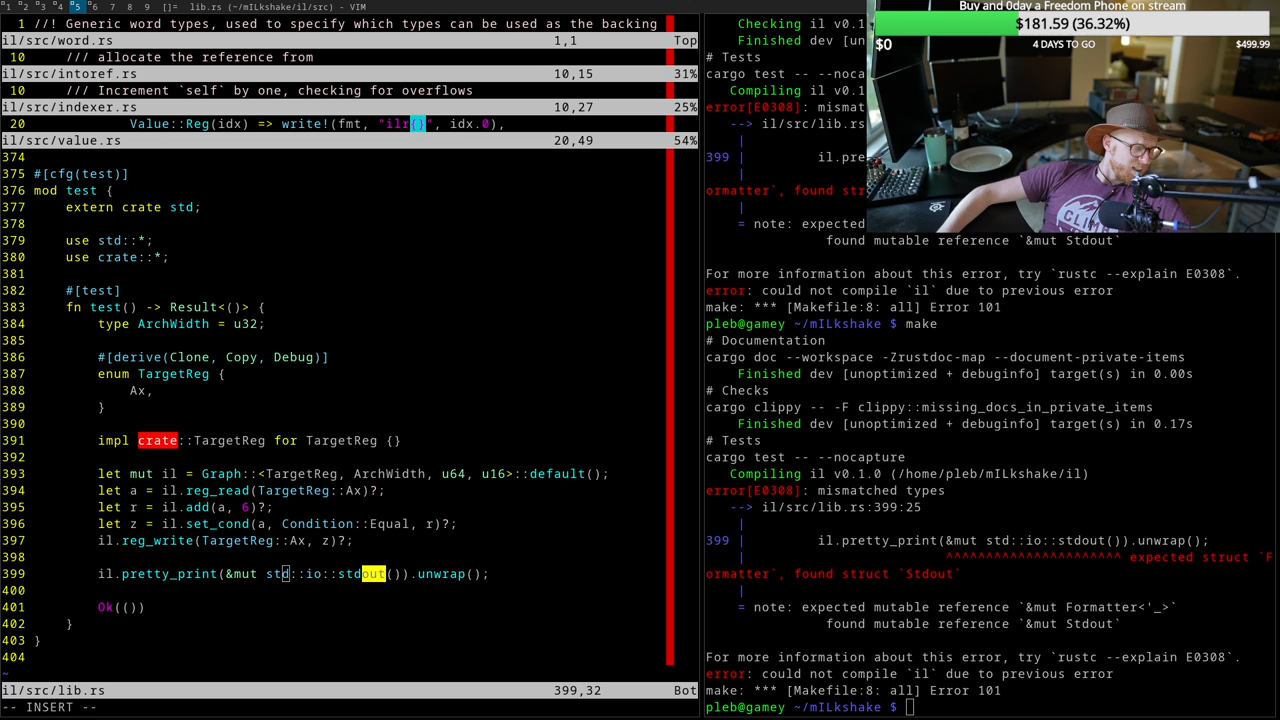 1 2 3 4 5 6 7 8 9 []= lib.rs (~/mILkshake/il/src) - VIM
1 //! Generic word types, used to specify which types can be used as the backing
il/src/word.rs 1,1 Top
10 /// allocate the reference from
il/src/intoref.rs 10,15 31%
10 /// Increment `self` by one, checking for overflows
il/src/indexer.rs 10,27 25%
20 Value::Reg(idx) => write!(fmt, "ilr{}", idx.0),
il/src/value.rs 20,49 54%
374
375 #[cfg(test)]
376 mod test {
377 extern crate std;
378
379 use std::*;
380 use crate::*;
381
382 #[test]
383 fn test() -> Result<()> {
384 type ArchWidth = u32;
385
386 #[derive(Clone, Copy, Debug)]
387 enum TargetReg {
388 Ax,
389 }
390
391 impl crate::TargetReg for TargetReg {}
392
393 let mut il = Graph::<TargetReg, ArchWidth, u64, u16>::default();
394 let a = il.reg_read(TargetReg::Ax)?;
395 let r = il.add(a, 6)?;
396 let z = il.set_cond(a, Condition::Equal, r)?;
397 il.reg_write(TargetReg::Ax, z)?;
398
399 il.pretty_print(&mut std::io::stdout()).unwrap();
400
401 Ok(())
402 }
403 }
404
~
il/src/lib.rs 399,32 Bot
-- INSERT --
Checking il v0.1
Finished dev [un
# Tests
cargo test -- --noca
Compiling il v0.1
error[E0308]: mismat
--> il/src/lib.rs
|
399 | il.pre
|
ormatter`, found str
|
= note: expected
found mutable reference `&mut Stdout`
For more information about this error, try `rustc --explain E0308`.
error: could not compile `il` due to previous error
make: *** [Makefile:8: all] Error 101
pleb@gamey ~/mILkshake $ make
# Documentation
cargo doc --workspace -Zrustdoc-map --document-private-items
Finished dev [unoptimized + debuginfo] target(s) in 0.00s
# Checks
cargo clippy -- -F clippy::missing_docs_in_private_items
Finished dev [unoptimized + debuginfo] target(s) in 0.17s
# Tests
cargo test -- --nocapture
Compiling il v0.1.0 (/home/pleb/mILkshake/il)
error[E0308]: mismatched types
--> il/src/lib.rs:399:25
|
399 | il.pretty_print(&mut std::io::stdout()).unwrap();
| ^^^^^^^^^^^^^^^^^^^^^^ expected struct `F
ormatter`, found struct `Stdout`
|
= note: expected mutable reference `&mut Formatter<'_>`
found mutable reference `&mut Stdout`
For more information about this error, try `rustc --explain E0308`.
error: could not compile `il` due to previous error
make: *** [Makefile:8: all] Error 101
pleb@gamey ~/mILkshake $
Buy and 0day a Freedom Phone on stream
$181.59 (36.32%)
$0 4 DAYS TO GO $499.99